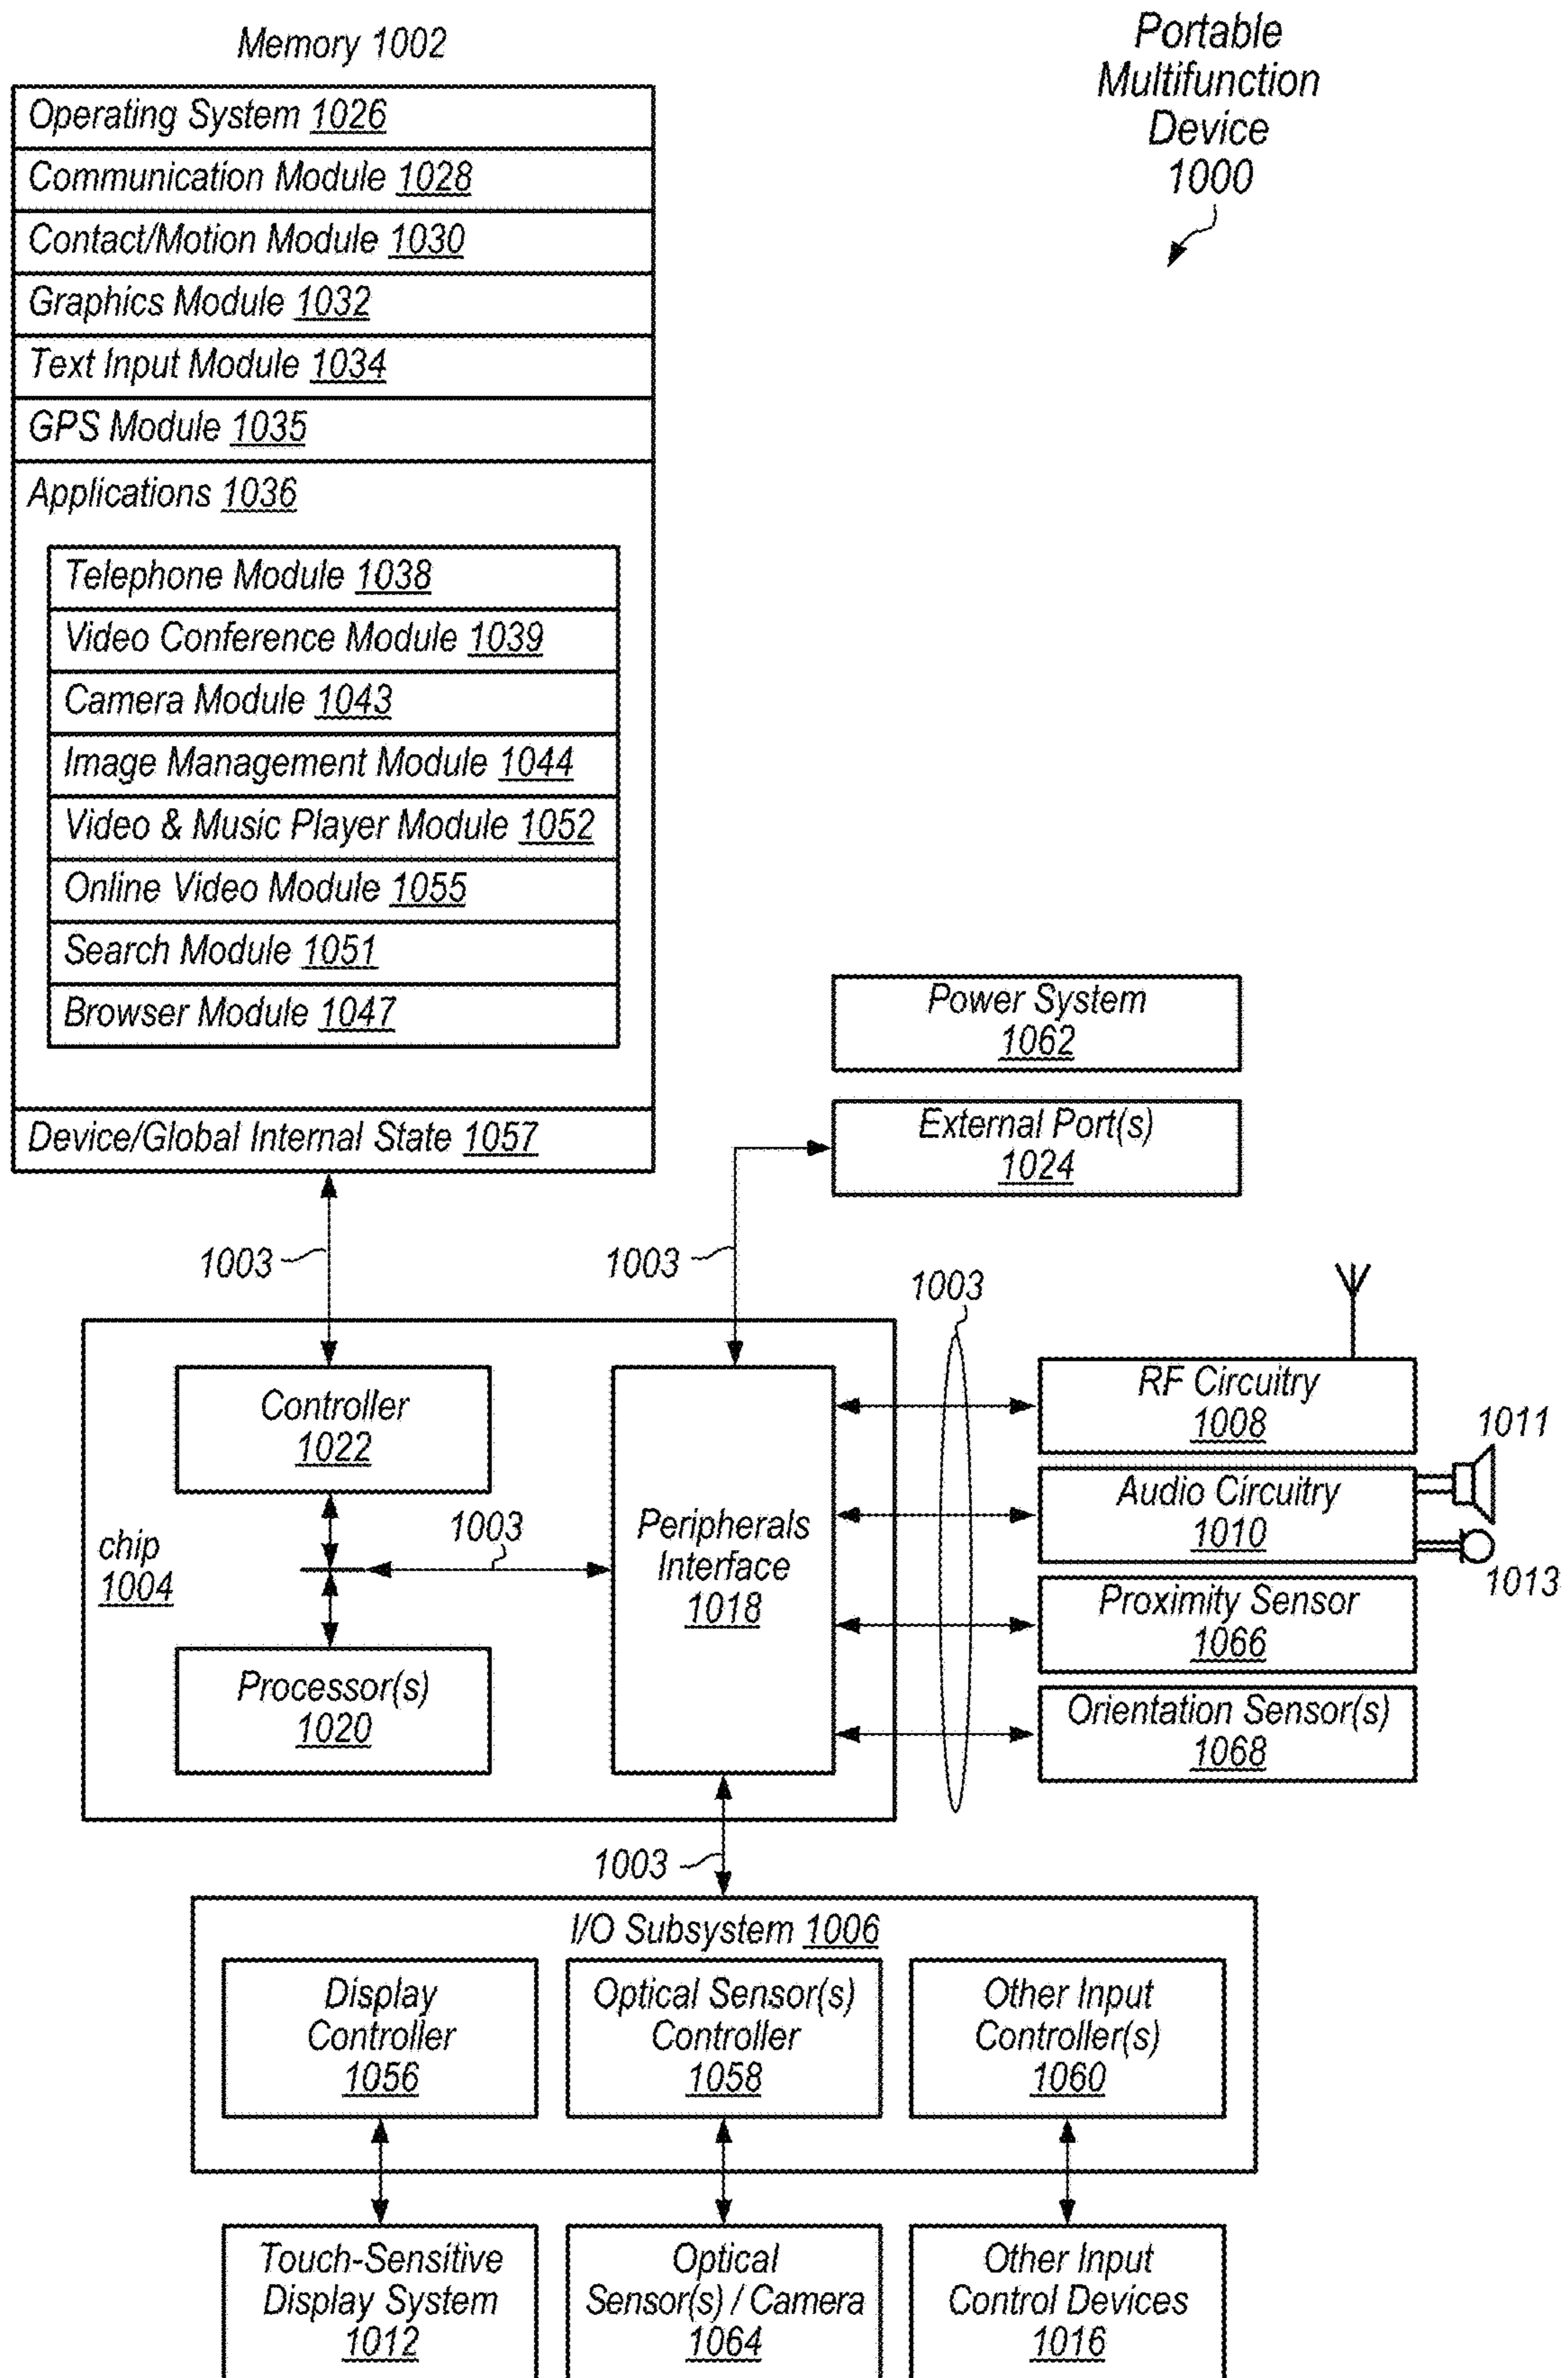 Memory 1002
Portable
Multifunction
Device
1000
Operating System 1026
Communication Module 1028
Contact/Motion Module 1030
Graphics Module 1032
Text Input Module 1034
GPS Module 1035
Applications 1036
Telephone Module 1038
Video Conference Module 1039
Camera Module 1043
Image Management Module 1044
Video & Music Player Module 1052
Online Video Module 1055
Search Module 1051
Browser Module 1047
Device/Global Internal State 1057
Power System
1062
External Port(s)
1024
1003
1003
1003
chip
1004
Controller
1022
1003
Processor(s)
1020
Peripherals
Interface
1018
RF Circuitry
1008
1011
Audio Circuitry
1010
1013
Proximity Sensor
1066
Orientation Sensor(s)
1068
1003
I/O Subsystem 1006
Display
Controller
1056
Optical Sensor(s)
Controller
1058
Other Input
Controller(s)
1060
Touch-Sensitive
Display System
1012
Optical
Sensor(s) / Camera
1064
Other Input
Control Devices
1016